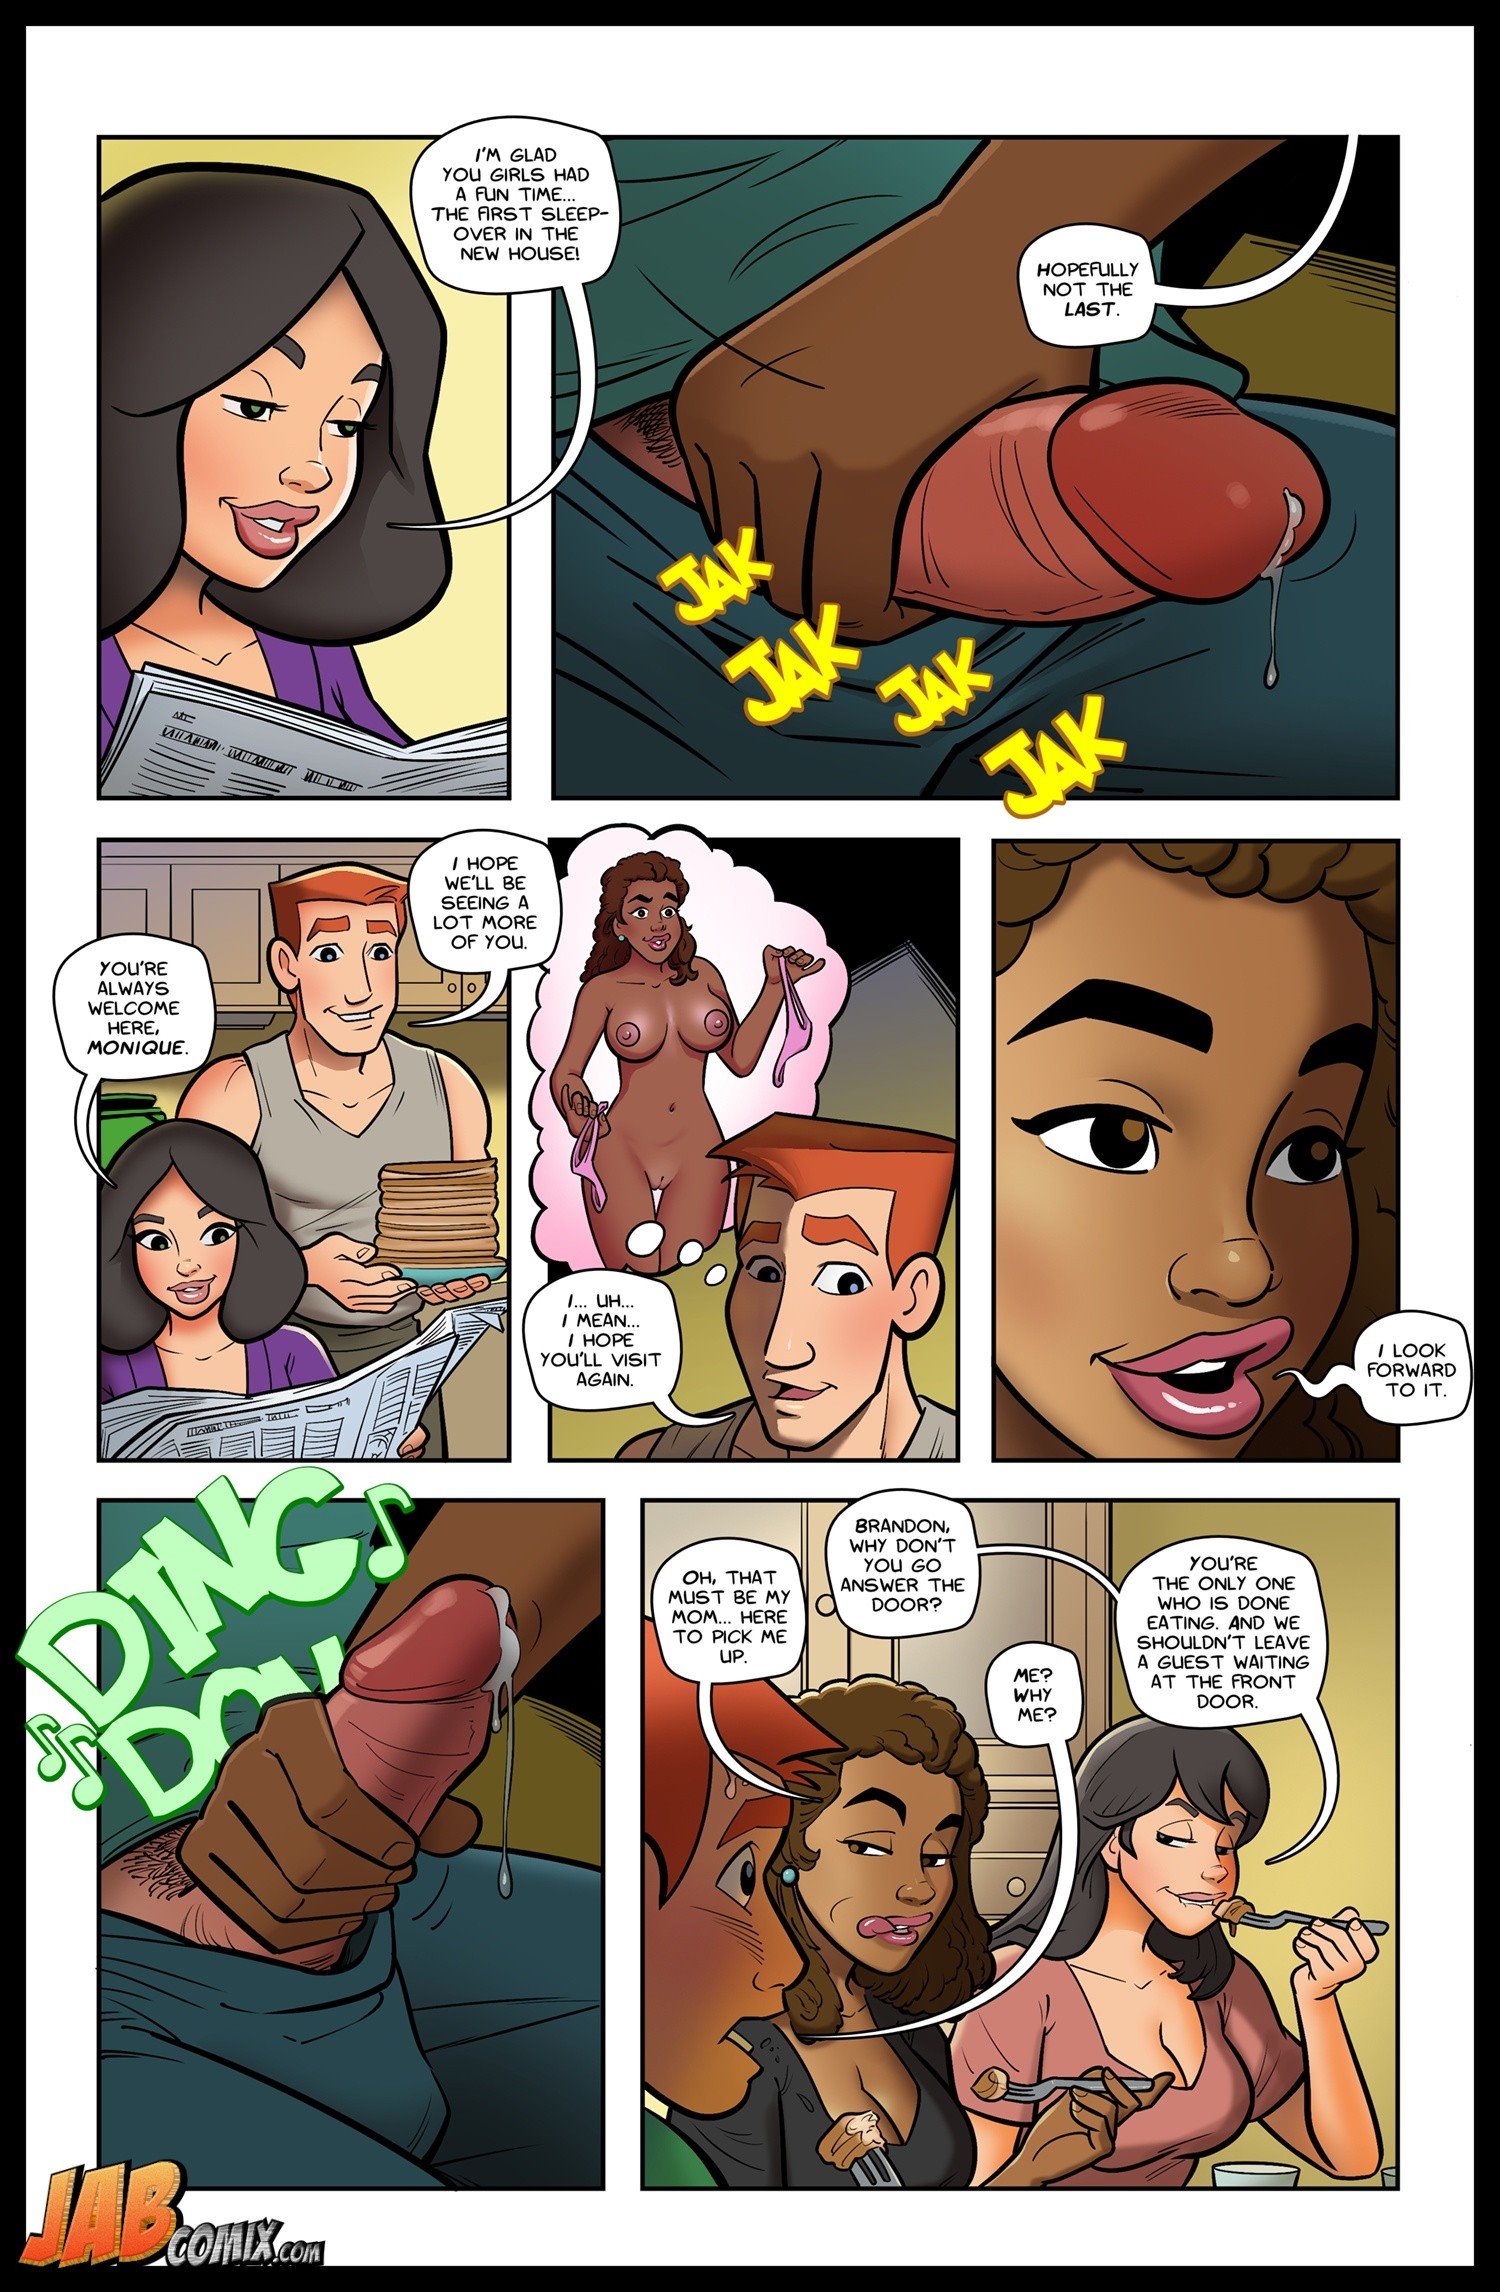 I'M GLAD
YOU GIRLS HAD
A FUN TIME...
THE FIRST SLEEP-
OVER IN THE
NEW HOUSE!
HOPEFULLY
NOT THE
LAST.
JAK
JAK
JAK
JAK
YOU'RE
ALWAYS
WELCOME
HERE,
MONIQUE.
I HOPE
WE'LL BE
SEEING A
LOT MORE
OF YOU.
I... UH...
I MEAN...
I HOPE
YOU'LL VISIT
AGAIN.
I LOOK
FORWARD
TO IT.
DING
OH, THAT
MUST BE MY
MOM... HERE
TO PICK ME
UP.
BRANDON,
WHY DON'T
YOU GO
ANSWER THE
DOOR?
ME?
WHY
ME?
YOU'RE
THE ONLY ONE
WHO IS DONE
EATING. AND WE
SHOULDN'T LEAVE
A GUEST WAITING
AT THE FRONT
DOOR.
JAB
COMIX.COM